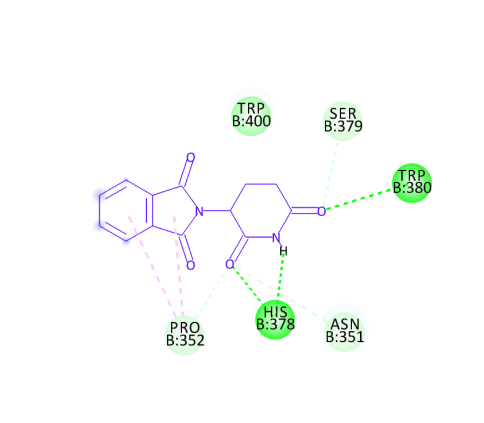 TRP
B:400
SER
B:379
TRP
B:380
O
N
O
N
H
O
O
HIS
B:378
PRO
B:352
ASN
B:351